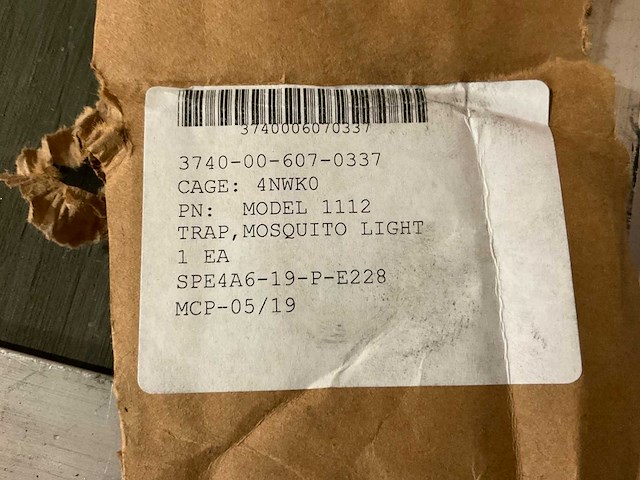 3740006070337
3740-00-607-0337
CAGE: 4NWK0
PN: MODEL 1112
TRAP,MOSQUITO LIGHT
1 EA
SPE4A6-19-P-E228
MCP-05/19